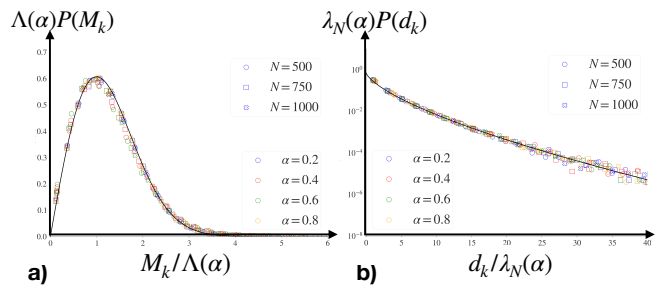 Λ(α)P(M_k)
0.7
0.6
0.5
0.4
0.3
0.2
0.1
0.0
N = 500
N = 750
N = 1000
α = 0.2
α = 0.4
α = 0.6
α = 0.8
0 1 2 3 4 5 6
a) M_k/Λ(α)
λ_N(α)P(d_k)
10^0
10^−2
10^−4
10^−6
10^−8
N = 500
N = 750
N = 1000
α = 0.2
α = 0.4
α = 0.6
α = 0.8
0 5 10 15 20 25 30 35 40
b) d_k/λ_N(α)